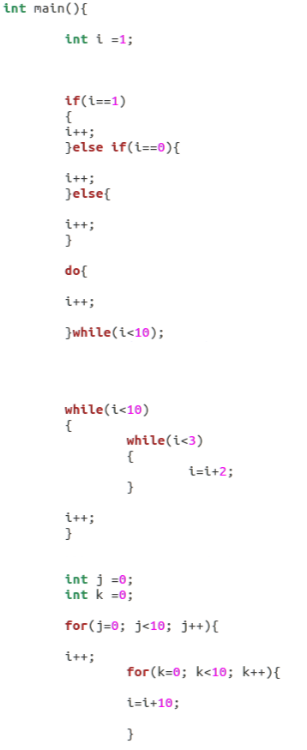 int main(){
int i =1;
if(i==1)
{
i++;
}else if(i==0){
i++;
}else{
i++;
}
do{
i++;
}while(i<10);
while(i<10)
{
while(i<3)
{
i=i+2;
}
i++;
}
int j =0;
int k =0;
for(j=0; j<10; j++){
i++;
for(k=0; k<10; k++){
i=i+10;
}